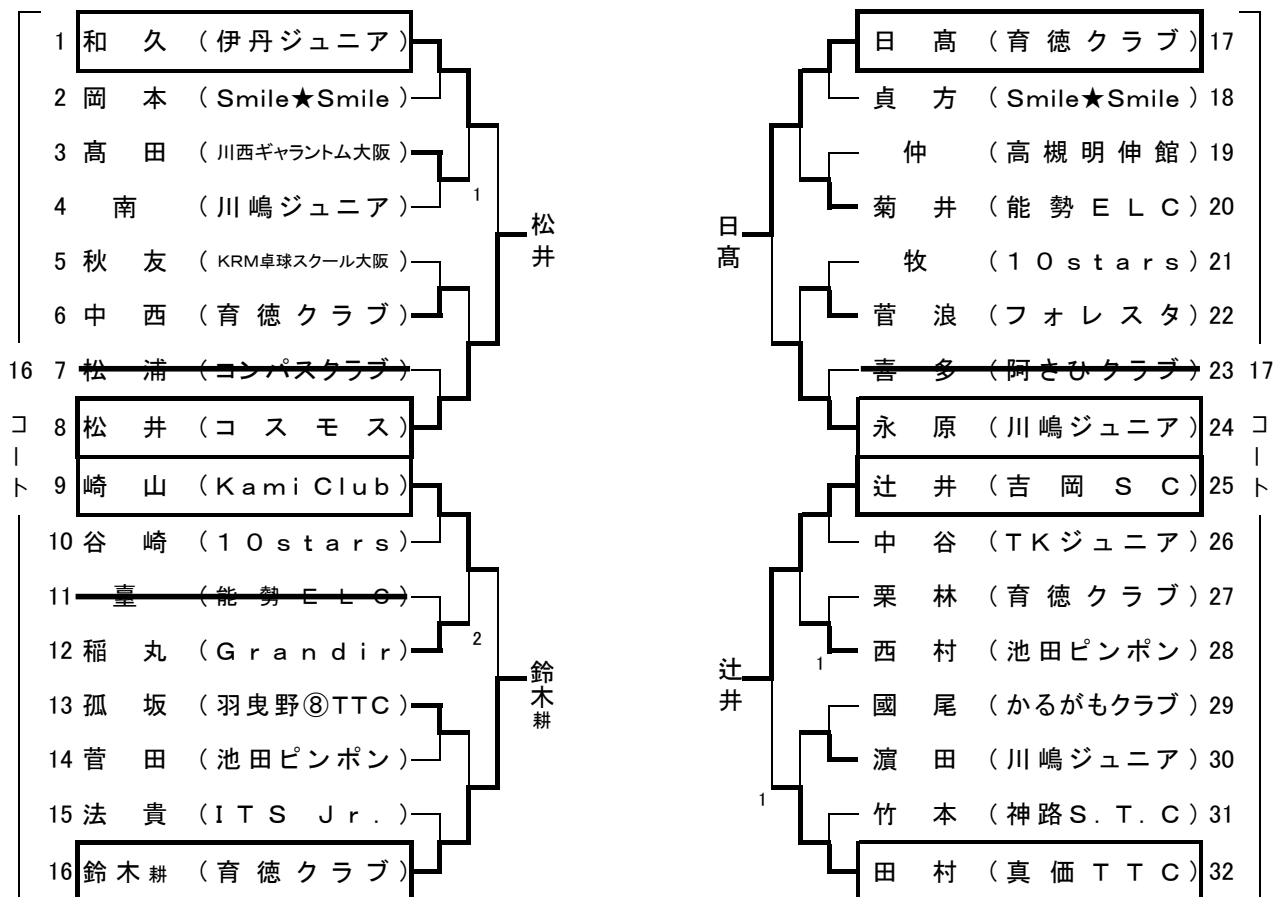 1 和 久 (伊丹ジュニア)
2 岡 本 (Smile★Smile)
3 髙 田 (川西ギャラントム大阪)
1
4 南 (川嶋ジュニア)
松井
5 秋 友 (KRM卓球スクール大阪)
6 中 西 (育徳クラブ)
16コート
7 松 浦 (コンパスクラブ)
8 松 井 (コスモス)
9 崎 山 (Kami Club)
10 谷 崎 (10stars)
11 臺 (能勢ELC)
2
12 稲 丸 (Grandir)
鈴木耕
13 孤 坂 (羽曳野⑧TTC)
14 菅 田 (池田ピンポン)
15 法 貴 (ITS Jr.)
16 鈴木耕 (育徳クラブ)
日 髙 (育徳クラブ) 17
貞 方 (Smile★Smile) 18
仲 (高槻明伸館) 19
菊 井 (能勢ELC) 20
日髙
牧 (10stars) 21
菅 浪 (フォレスタ) 22
喜 多 (阿さひクラブ) 23
17コート
永 原 (川嶋ジュニア) 24
辻 井 (吉岡SC) 25
中 谷 (TKジュニア) 26
栗 林 (育徳クラブ) 27
1
西 村 (池田ピンポン) 28
辻井
國 尾 (かるがもクラブ) 29
濵 田 (川嶋ジュニア) 30
1
竹 本 (神路S.T.C) 31
田 村 (真価TTC) 32